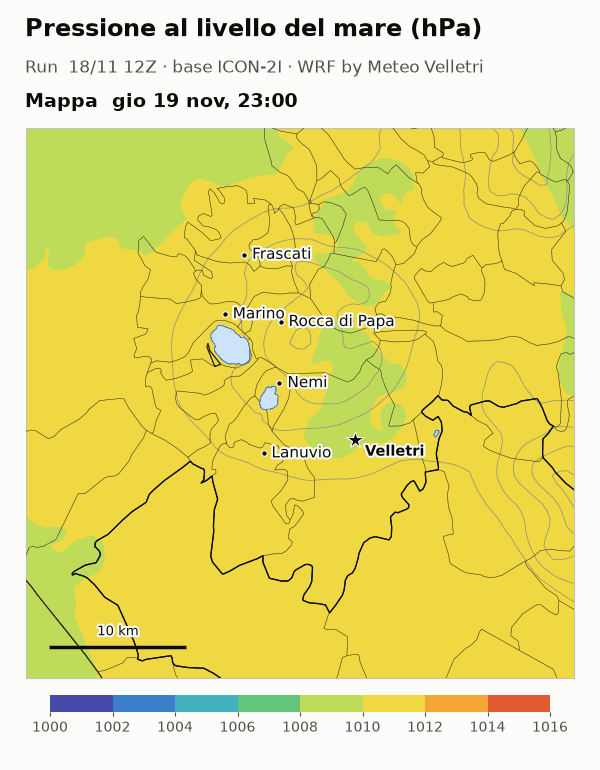 Pressione al livello del mare (hPa)
Run  18/11 12Z · base ICON-2I · WRF by Meteo Velletri
Mappa  gio 19 nov, 23:00
Frascati
Marino
Rocca di Papa
Nemi
Velletri
Lanuvio
10 km
1000 1002 1004 1006 1008 1010 1012 1014 1016